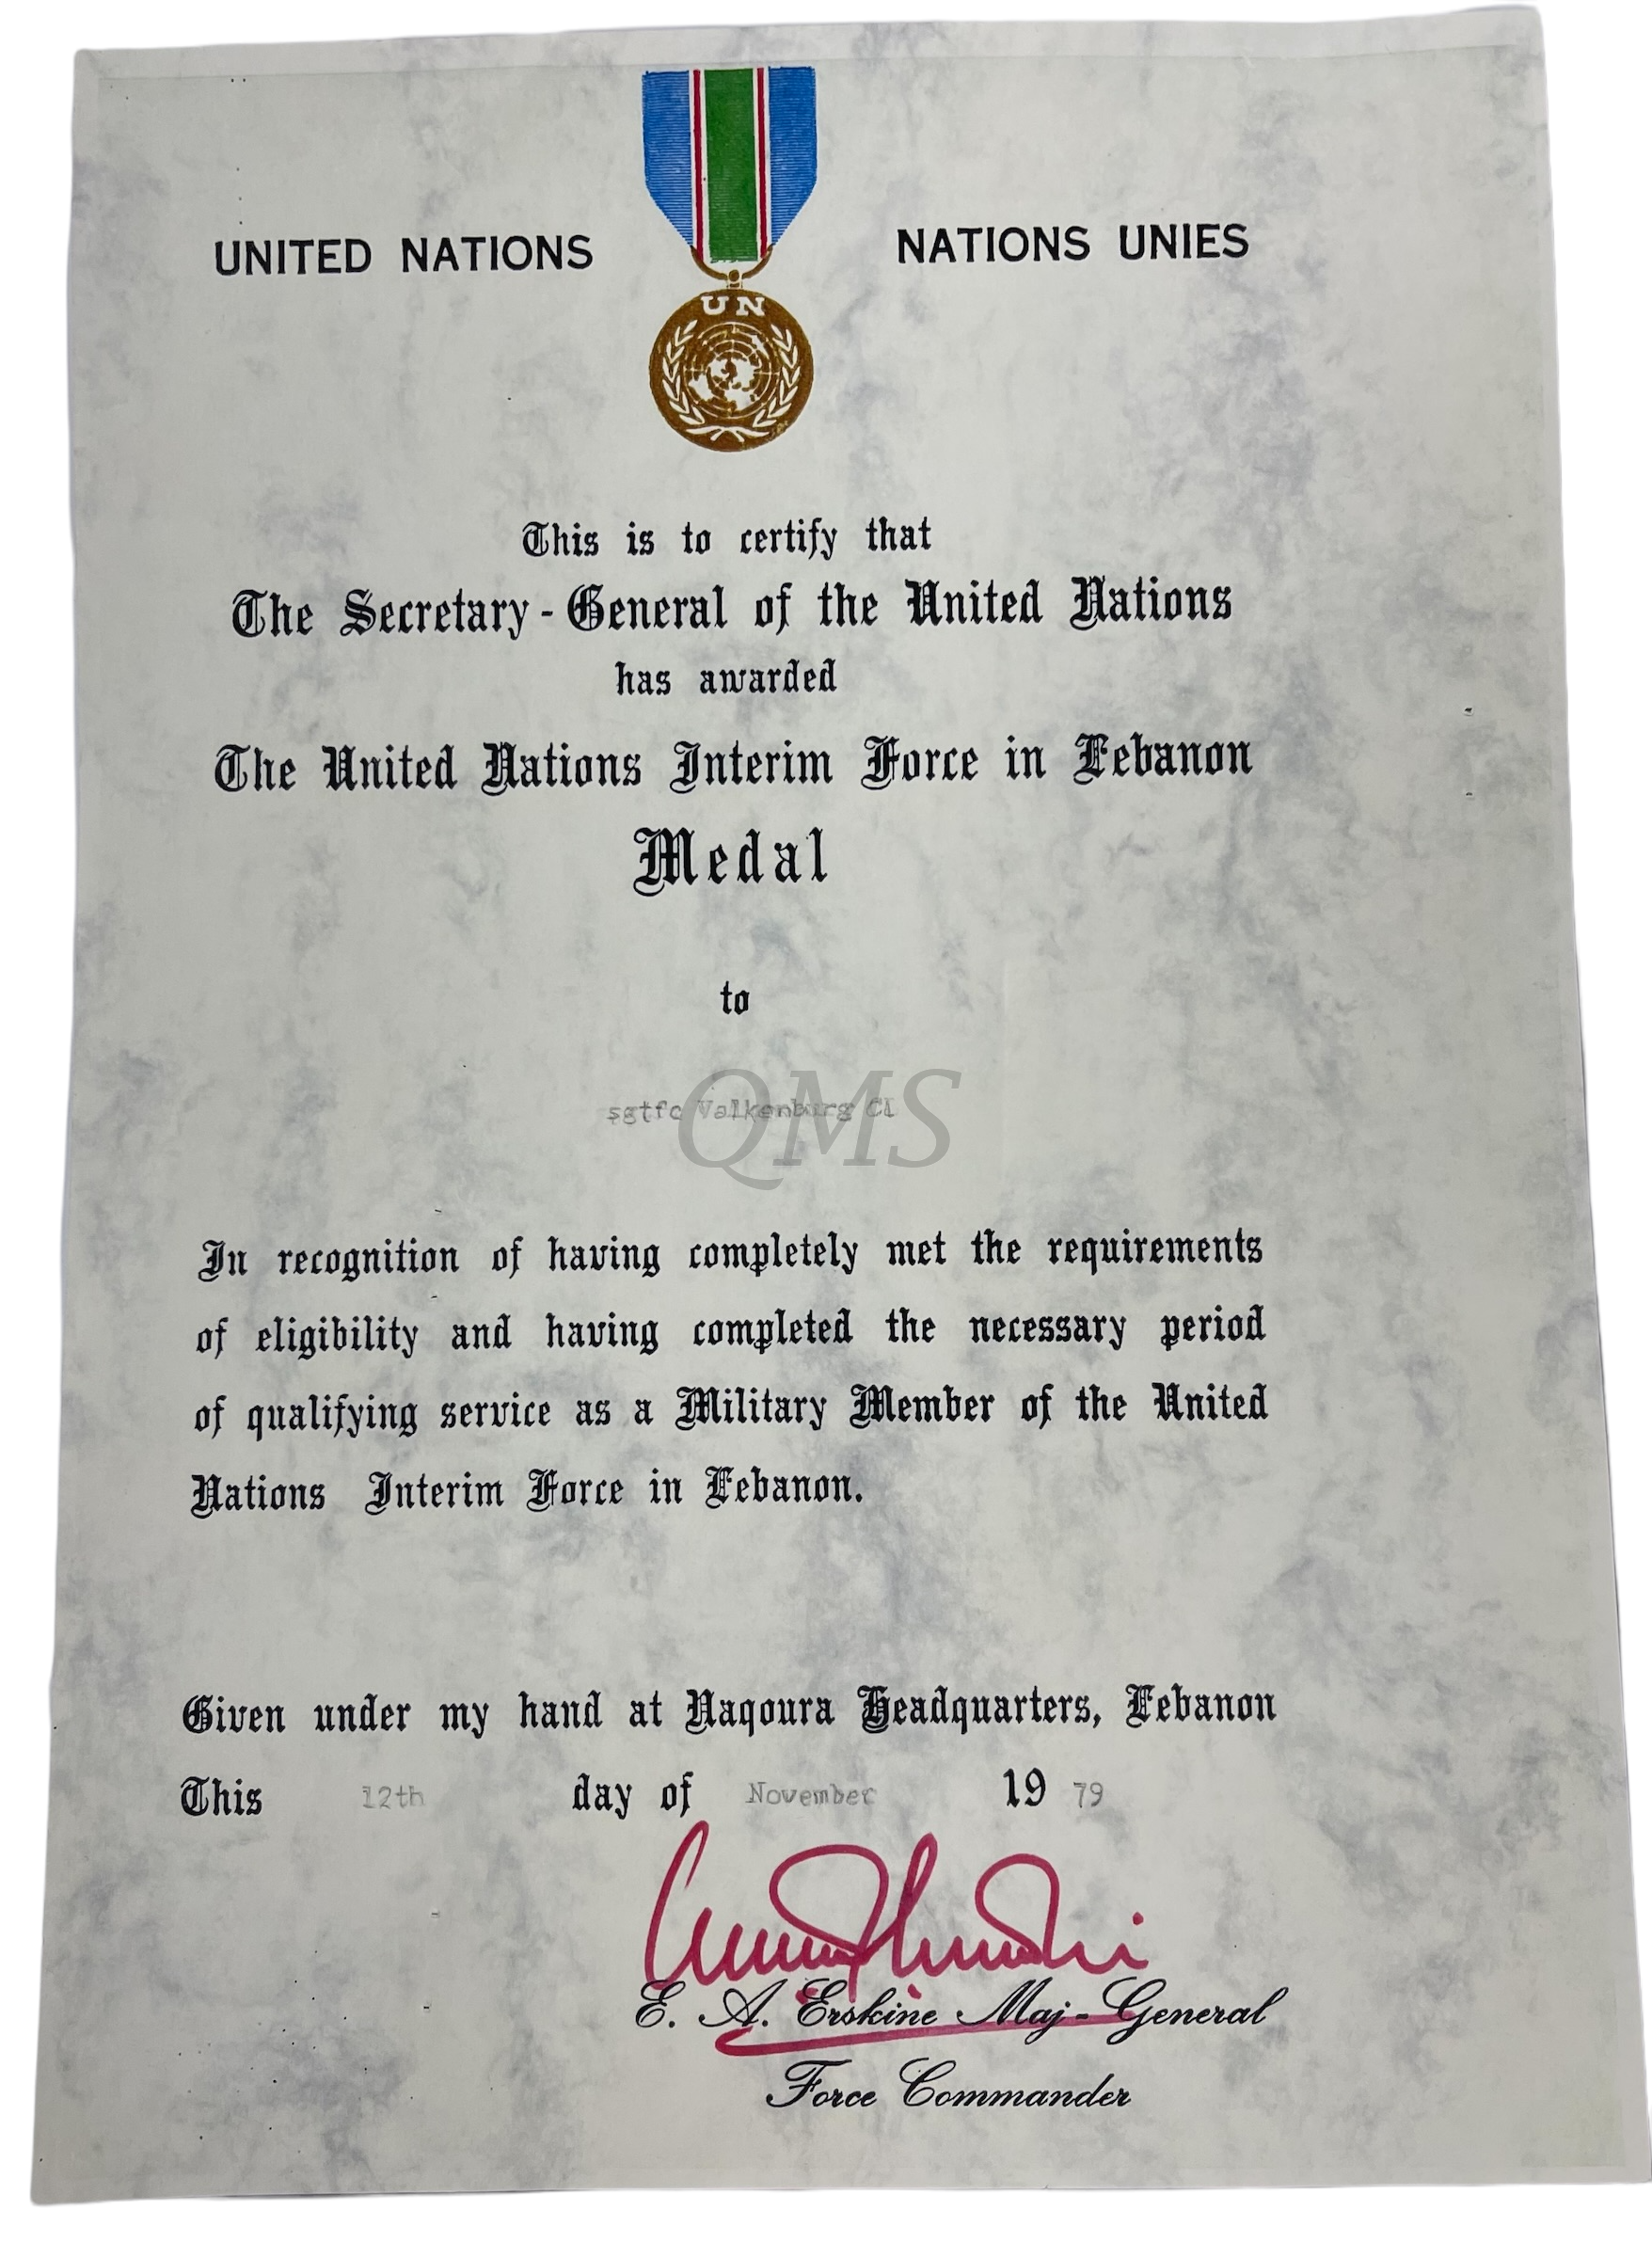 UNITED NATIONS NATIONS UNIES
UN
This is to certify that
The Secretary-General of the United Nations
has awarded
The United Nations Interim Force in Lebanon
Medal
to
sgtfc Valkenburg CL
QMS
In recognition of having completely met the requirements
of eligibility and having completed the necessary period
of qualifying service as a Military Member of the United
Nations Interim Force in Lebanon.
Given under my hand at Naqoura Headquarters, Lebanon
This 12th day of November 19 79
E. A. Erskine Maj-General
Force Commander